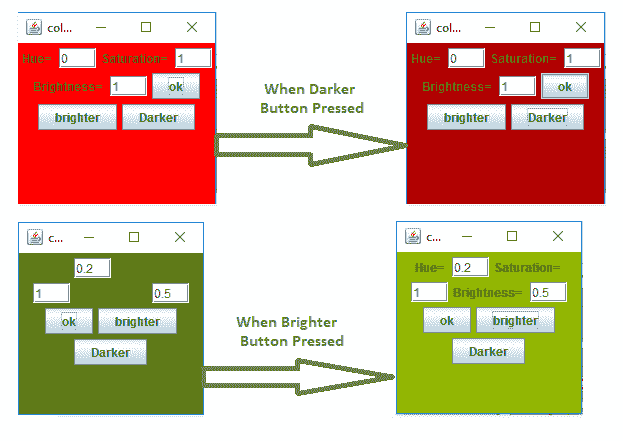 col...
Hue= 0 Saturation= 1
Brightness= 1 ok
brighter Darker
When Darker
Button Pressed
col...
Hue= 0 Saturation= 1
Brightness= 1 ok
brighter Darker
c...
0.2
1 0.5
ok brighter
Darker
When Brighter
Button Pressed
c...
Hue= 0.2 Saturation=
1 Brightness= 0.5
ok brighter
Darker